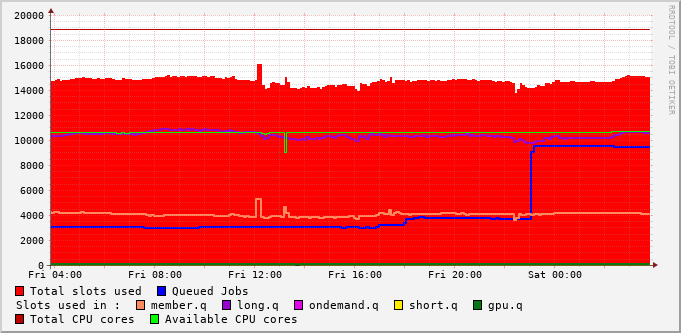 RRDTOOL / TOBI OETIKER
20000
18000
16000
14000
12000
10000
8000
6000
4000
2000
0
Fri 04:00 Fri 08:00 Fri 12:00 Fri 16:00 Fri 20:00 Sat 00:00
Total slots used Queued Jobs
Slots used in : member.q long.q ondemand.q short.q gpu.q
Total CPU cores Available CPU cores